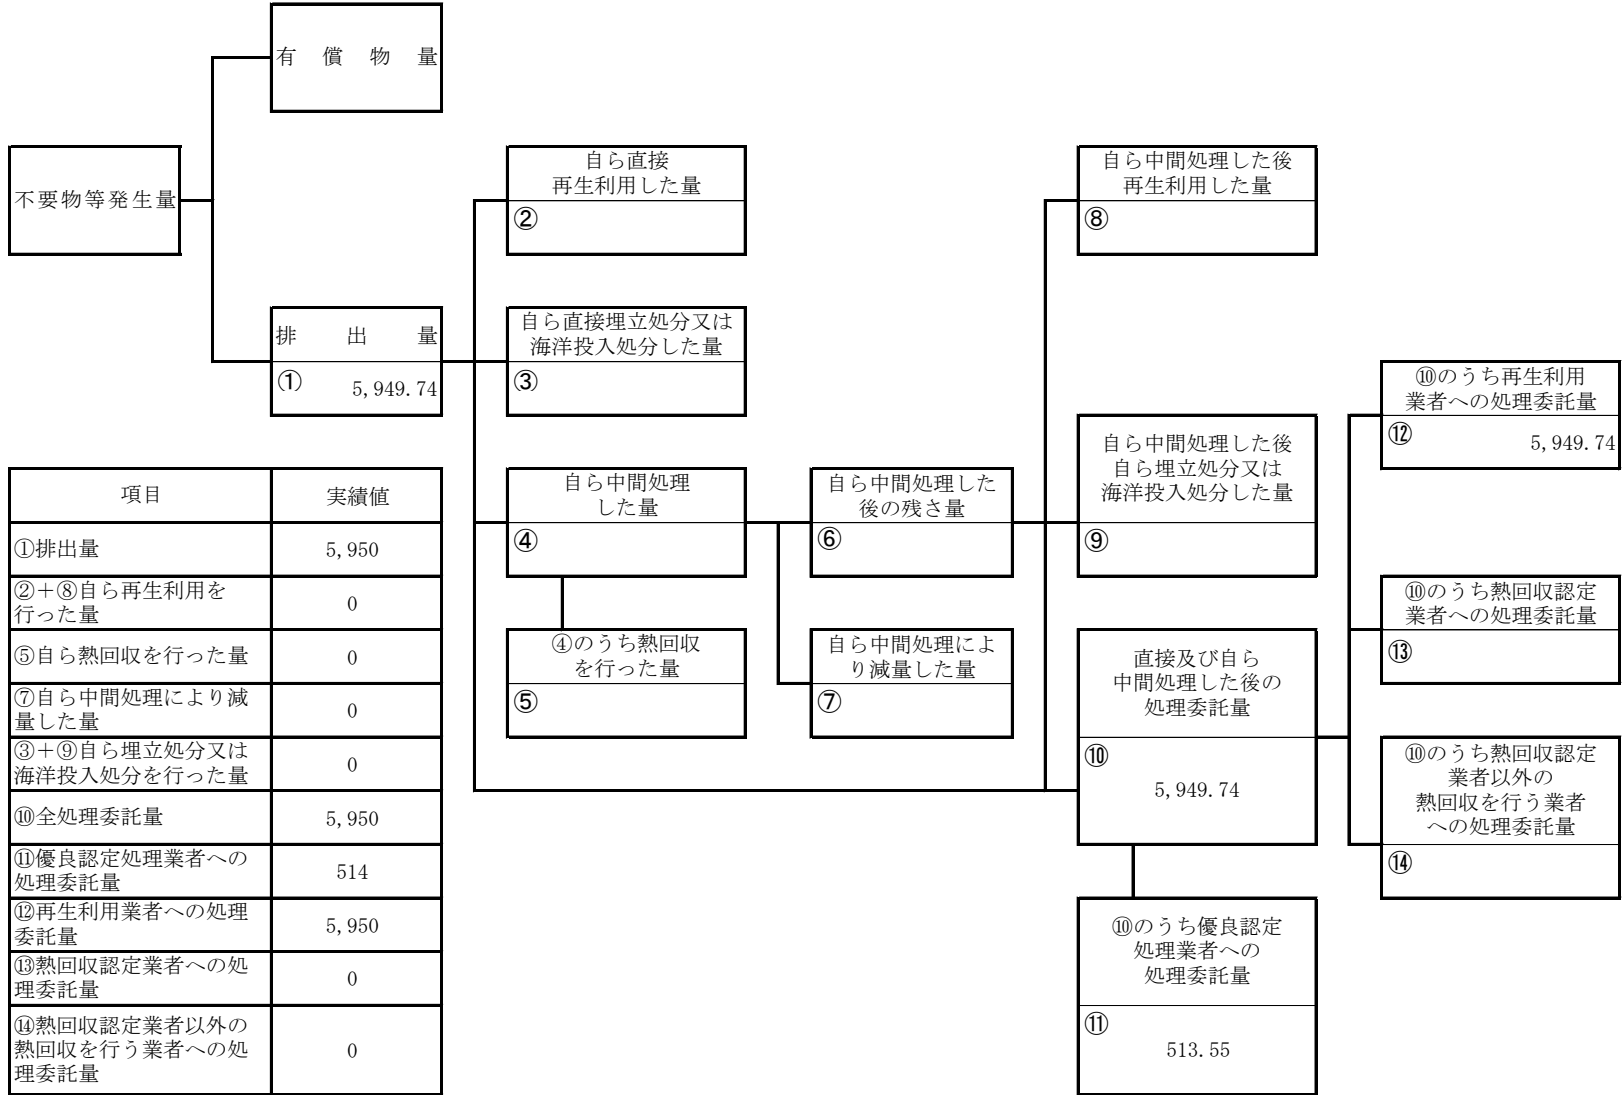 有償物量
不要物等発生量
排出量
① 5,949.74
自ら直接
再生利用した量
②
自ら直接埋立処分又は
海洋投入処分した量
③
自ら中間処理
した量
④
④のうち熱回収
を行った量
⑤
自ら中間処理した
後の残さ量
⑥
自ら中間処理によ
り減量した量
⑦
自ら中間処理した後
再生利用した量
⑧
自ら中間処理した後
自ら埋立処分又は
海洋投入処分した量
⑨
直接及び自ら
中間処理した後の
処理委託量
⑩
5,949.74
⑩のうち優良認定
処理業者への
処理委託量
⑪
513.55
⑩のうち再生利用
業者への処理委託量
⑫ 5,949.74
⑩のうち熱回収認定
業者への処理委託量
⑬
⑩のうち熱回収認定
業者以外の
熱回収を行う業者
への処理委託量
⑭
項目 実績値
①排出量 5,950
②＋⑧自ら再生利用を
行った量 0
⑤自ら熱回収を行った量 0
⑦自ら中間処理により減
量した量 0
③＋⑨自ら埋立処分又は
海洋投入処分を行った量 0
⑩全処理委託量 5,950
⑪優良認定処理業者への
処理委託量 514
⑫再生利用業者への処理
委託量 5,950
⑬熱回収認定業者への処
理委託量 0
⑭熱回収認定業者以外の
熱回収を行う業者への処
理委託量 0